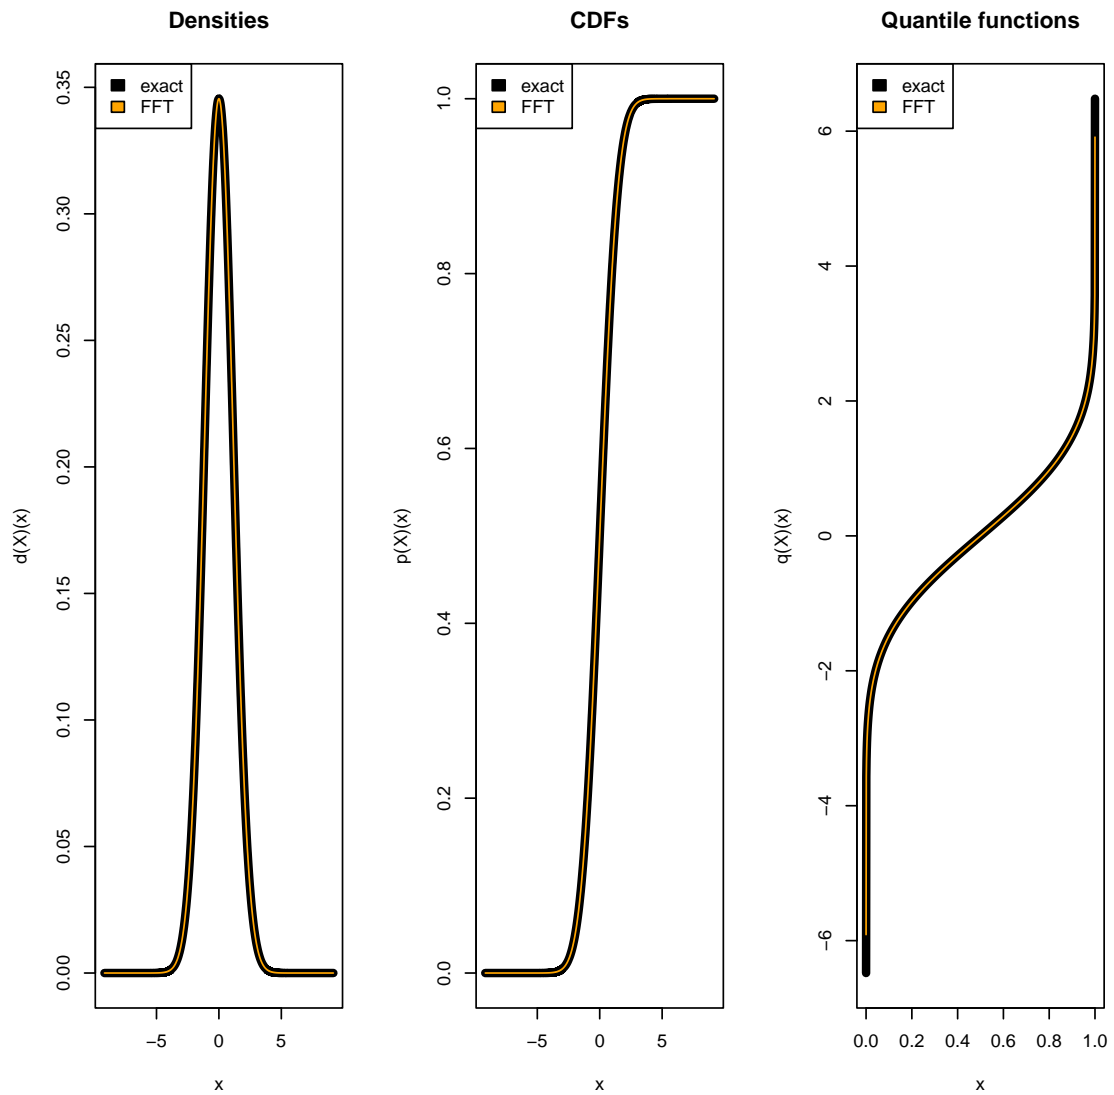 Densities
exact
FFT
0.35
0.30
0.25
0.20
0.15
0.10
0.05
0.00
d(X)(x)
−5 0 5
x
CDFs
exact
FFT
1.0
0.8
0.6
0.4
0.2
0.0
p(X)(x)
−5 0 5
x
Quantile functions
exact
FFT
6
4
2
0
−2
−4
−6
q(X)(x)
0.0 0.2 0.4 0.6 0.8 1.0
x